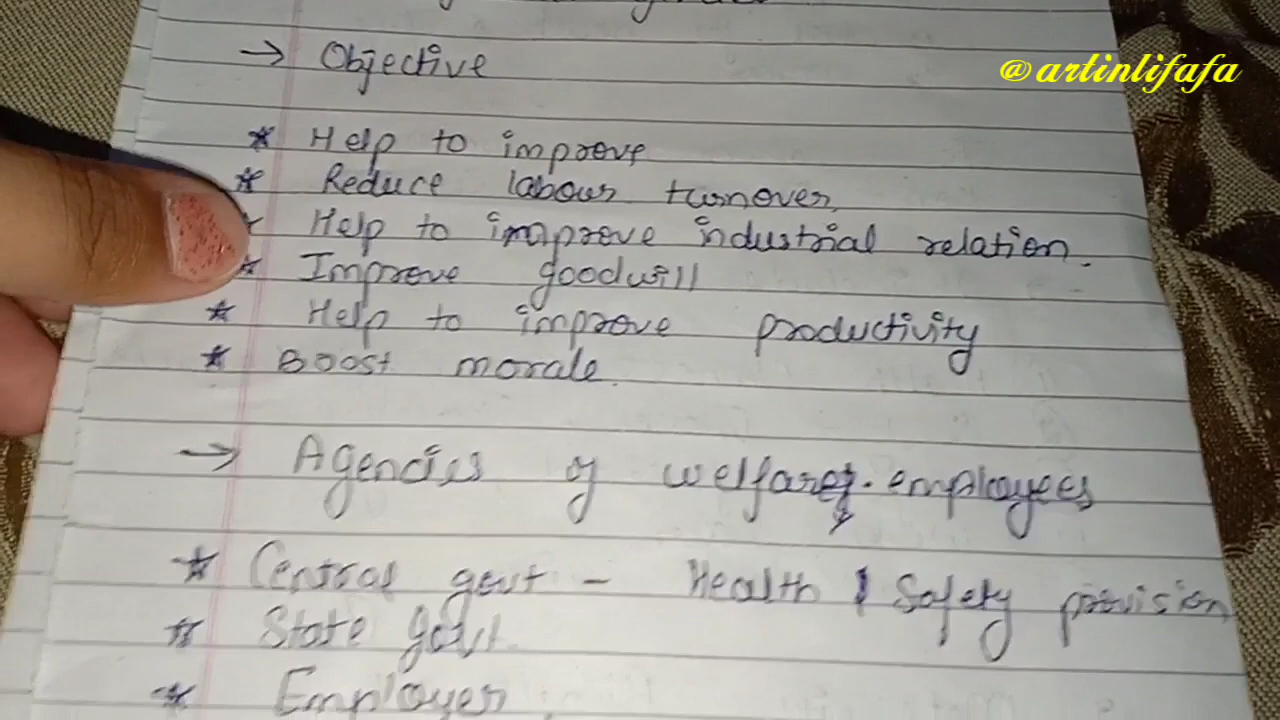 → Objective
@artinlifafa
* Help to improve
* Reduce labour turnover.
* Help to improve industrial relation.
* Improve goodwill
* Help to improve productivity
* Boost morale.
→ Agencies of welfare. employees
* Central govt - Health & Safety provision
* State govt.
* Employer.